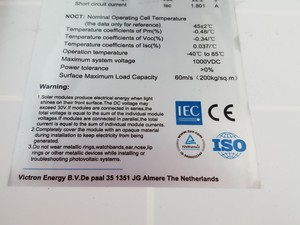 Short circuit current Isc A 1.801 A
NOCT: Nominal Operating Cell Temperature
(the data only for reference) 45±2°C
Temperature coefficients of Pm(%) -0.48/°C
Temperature coefficients of Voc(%) -0.34/°C
Temperature coefficients of Isc(%) 0.037/°C
Operation temperature -40°C to 85°C
Maximum system voltage 1000VDC
Power tolerance >0%
Surface Maximum Load Capacity 60m/s (200kg/sq.m)
Warning:
1.Solar modules produce electrical energy when light
shines on their front surface.The DC voltage may
exceed 30V.If modules are connected in series,the
total voltage is equal to the sum of the individual module
voltages.If modules are connected in parallel,the total
current is equal to the sum of individual module currents.
2.Completely cover the module with an opaque material
during installation to keep electricity from being
generated.
3.Do not wear metallic rings,watchbands,ear,nose,lip
rings or other metallic devices while installing or
troubleshooting photovoltaic systems.
IEC
CE
ISO
Victron Energy B.V.De paal 35 1351 JG Almere The Netherlands